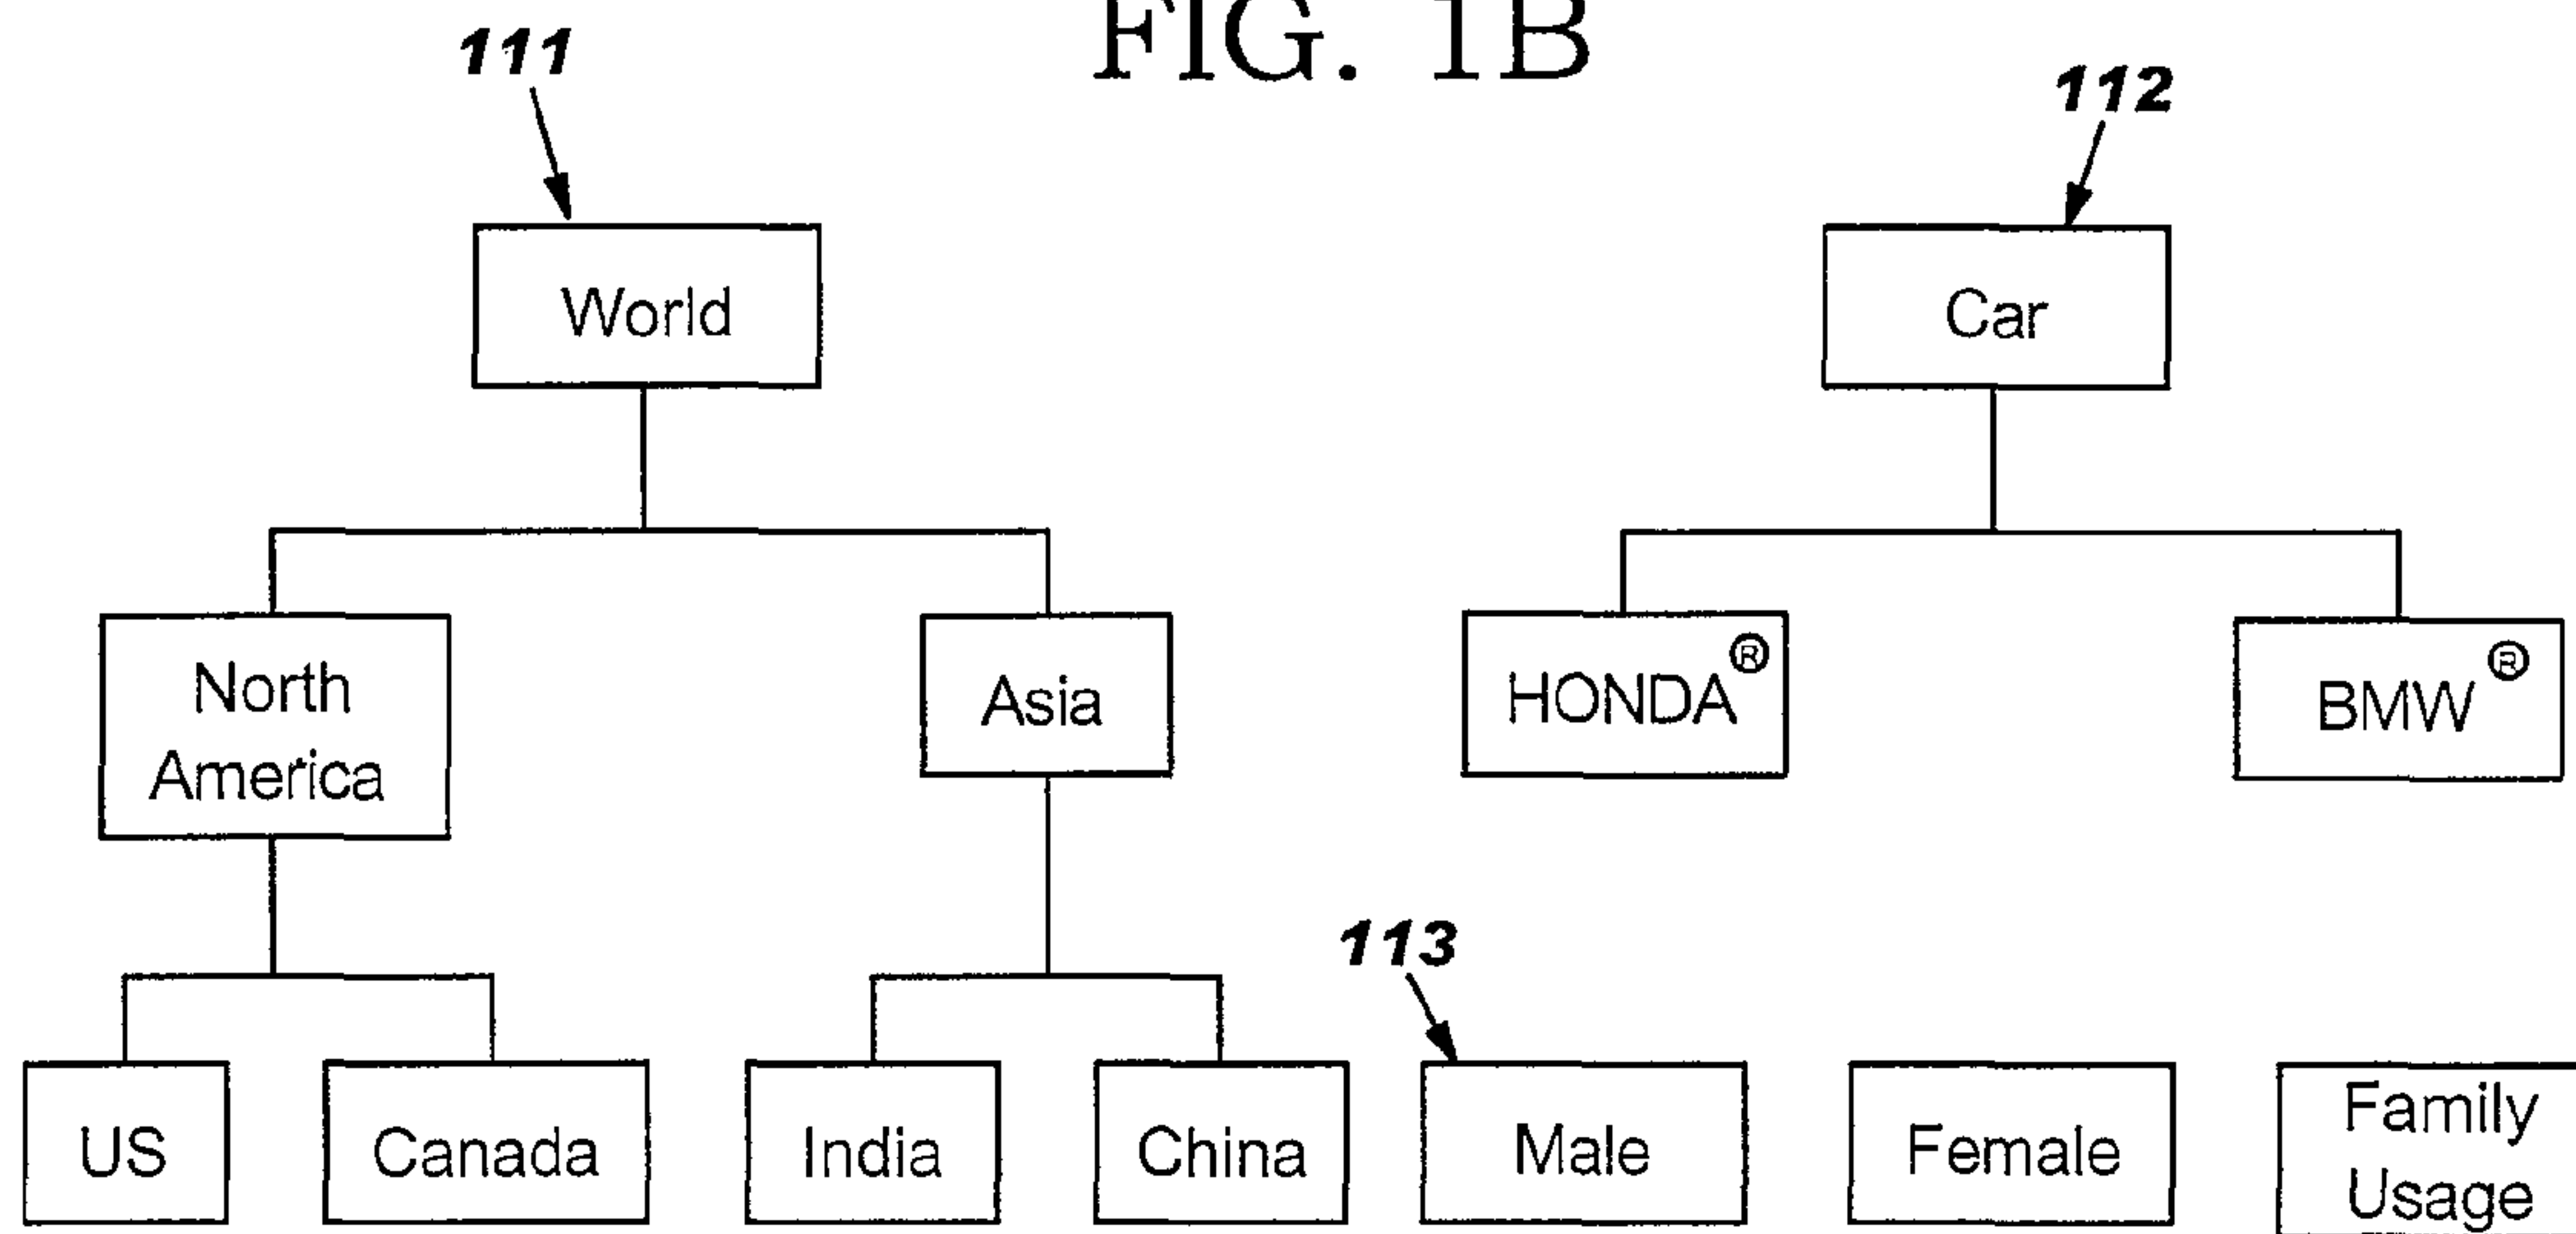 FIG. 1B
111
112
World
Car
North
America
Asia
HONDA®
BMW®
113
US
Canada
India
China
Male
Female
Family
Usage